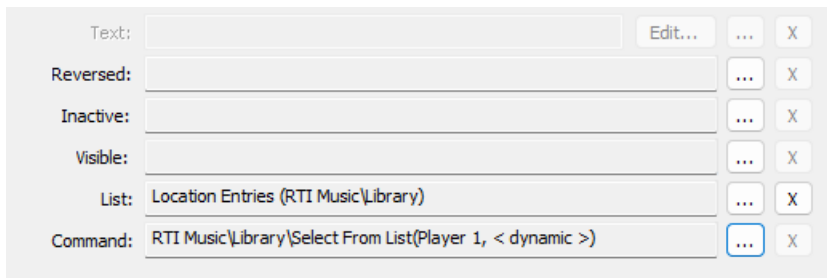 Text: Edit... ... X
Reversed: ... X
Inactive: ... X
Visible: ... X
List: Location Entries (RTI Music\Library) ... X
Command: RTI Music\Library\Select From List(Player 1, < dynamic >) ... X